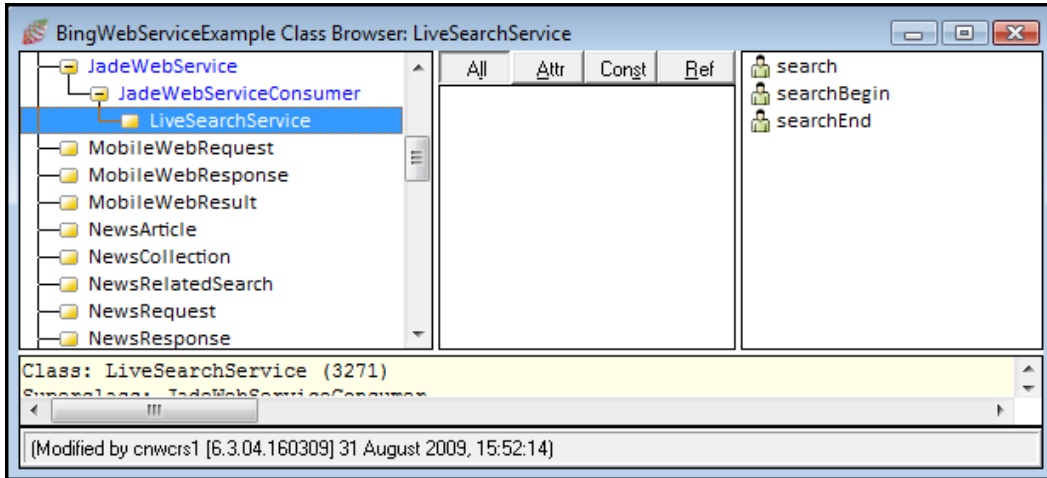 BingWebServiceExample Class Browser: LiveSearchService
JadeWebService
JadeWebServiceConsumer
LiveSearchService
MobileWebRequest
MobileWebResponse
MobileWebResult
NewsArticle
NewsCollection
NewsRelatedSearch
NewsRequest
NewsResponse
All Attr Const Ref
search
searchBegin
searchEnd
Class: LiveSearchService (3271)
Superclass: JadeWebServiceConsumer
(Modified by cnwcrs1 [6.3.04.160309] 31 August 2009, 15:52:14)